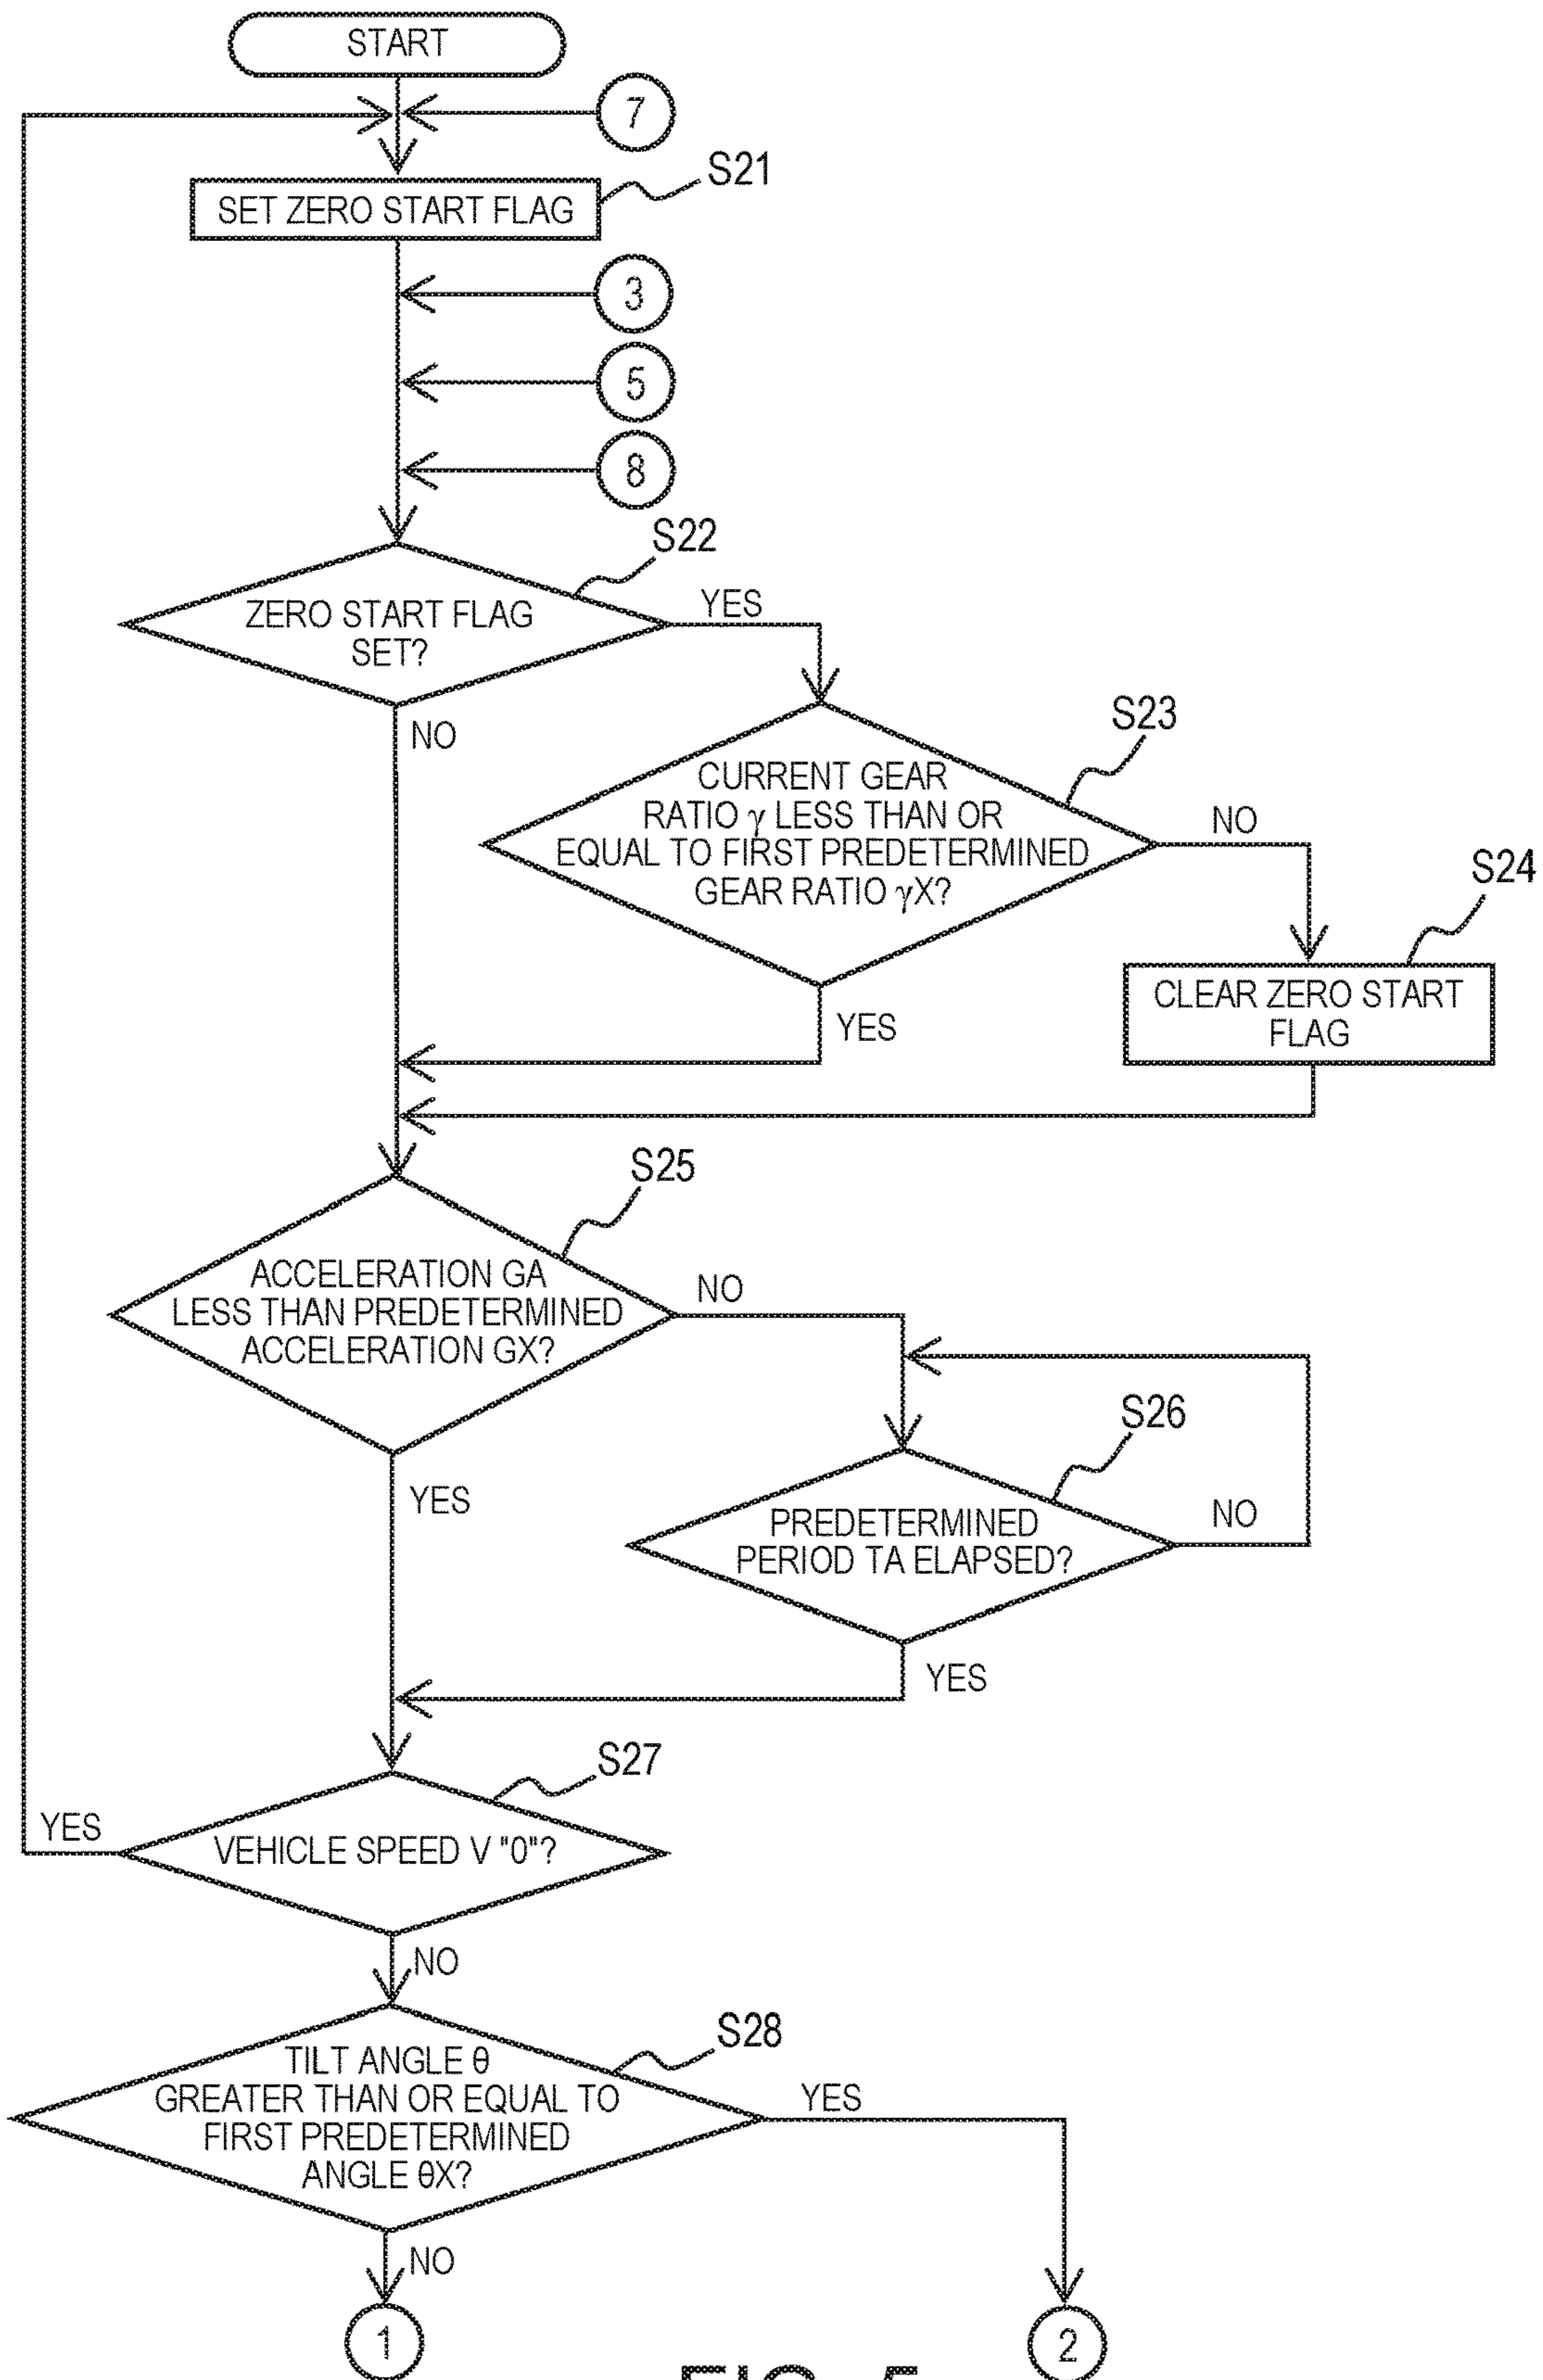 START
7
S21
SET ZERO START FLAG
3
5
8
S22
ZERO START FLAG
SET?
YES
NO
S23
CURRENT GEAR
RATIO γ LESS THAN OR
EQUAL TO FIRST PREDETERMINED
GEAR RATIO γX?
NO
YES
S24
CLEAR ZERO START
FLAG
S25
ACCELERATION GA
LESS THAN PREDETERMINED
ACCELERATION GX?
NO
YES
S26
PREDETERMINED
PERIOD TA ELAPSED?
NO
YES
S27
VEHICLE SPEED V "0"?
YES
NO
S28
TILT ANGLE θ
GREATER THAN OR EQUAL TO
FIRST PREDETERMINED
ANGLE θX?
YES
NO
1
2